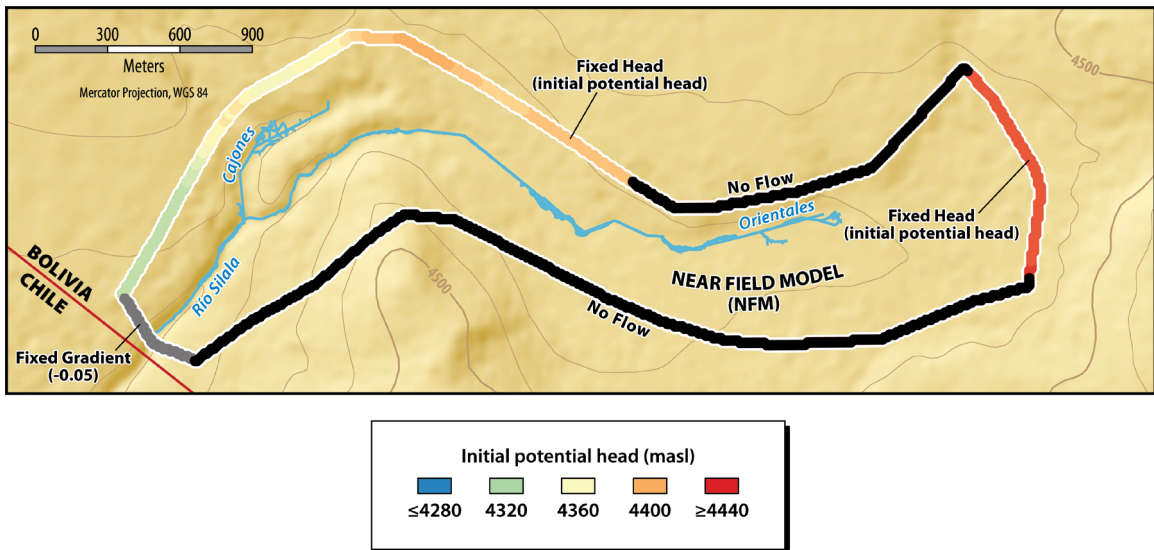 0 300 600 900
Meters
Mercator Projection, WGS 84
4500
Fixed Head
(initial potential head)
Cajones
No Flow
Orientales
Fixed Head
(initial potential head)
BOLIVIA
CHILE
Río Silala
4500
NEAR FIELD MODEL
(NFM)
No Flow
Fixed Gradient
(-0.05)
Initial potential head (masl)
≤4280 4320 4360 4400 ≥4440